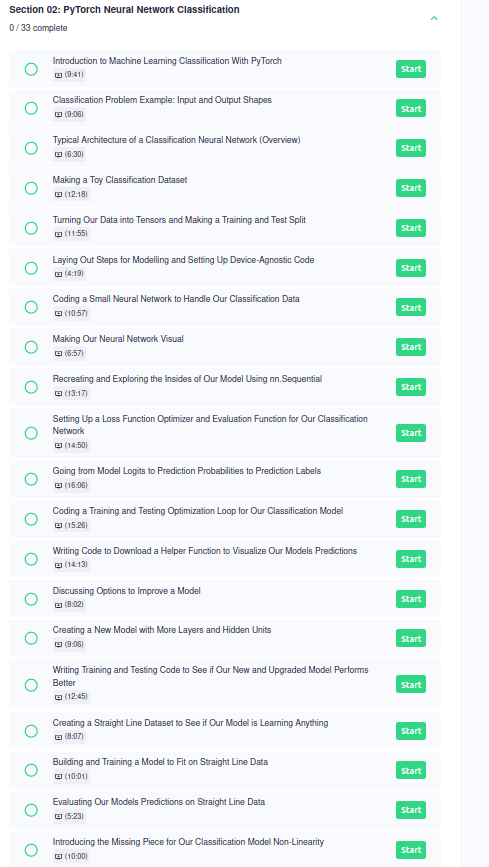 Section 02: PyTorch Neural Network Classification
0 / 33 complete
Introduction to Machine Learning Classification With PyTorch
(9:41)
Start
Classification Problem Example: Input and Output Shapes
(9:06)
Start
Typical Architecture of a Classification Neural Network (Overview)
(6:30)
Start
Making a Toy Classification Dataset
(12:18)
Start
Turning Our Data into Tensors and Making a Training and Test Split
(11:55)
Start
Laying Out Steps for Modelling and Setting Up Device-Agnostic Code
(4:19)
Start
Coding a Small Neural Network to Handle Our Classification Data
(10:57)
Start
Making Our Neural Network Visual
(6:57)
Start
Recreating and Exploring the Insides of Our Model Using nn.Sequential
(13:17)
Start
Setting Up a Loss Function Optimizer and Evaluation Function for Our Classification
Network
(14:50)
Start
Going from Model Logits to Prediction Probabilities to Prediction Labels
(16:06)
Start
Coding a Training and Testing Optimization Loop for Our Classification Model
(15:26)
Start
Writing Code to Download a Helper Function to Visualize Our Models Predictions
(14:13)
Start
Discussing Options to Improve a Model
(8:02)
Start
Creating a New Model with More Layers and Hidden Units
(9:06)
Start
Writing Training and Testing Code to See if Our New and Upgraded Model Performs
Better
(12:45)
Start
Creating a Straight Line Dataset to See if Our Model is Learning Anything
(8:07)
Start
Building and Training a Model to Fit on Straight Line Data
(10:01)
Start
Evaluating Our Models Predictions on Straight Line Data
(5:23)
Start
Introducing the Missing Piece for Our Classification Model Non-Linearity
(10:00)
Start